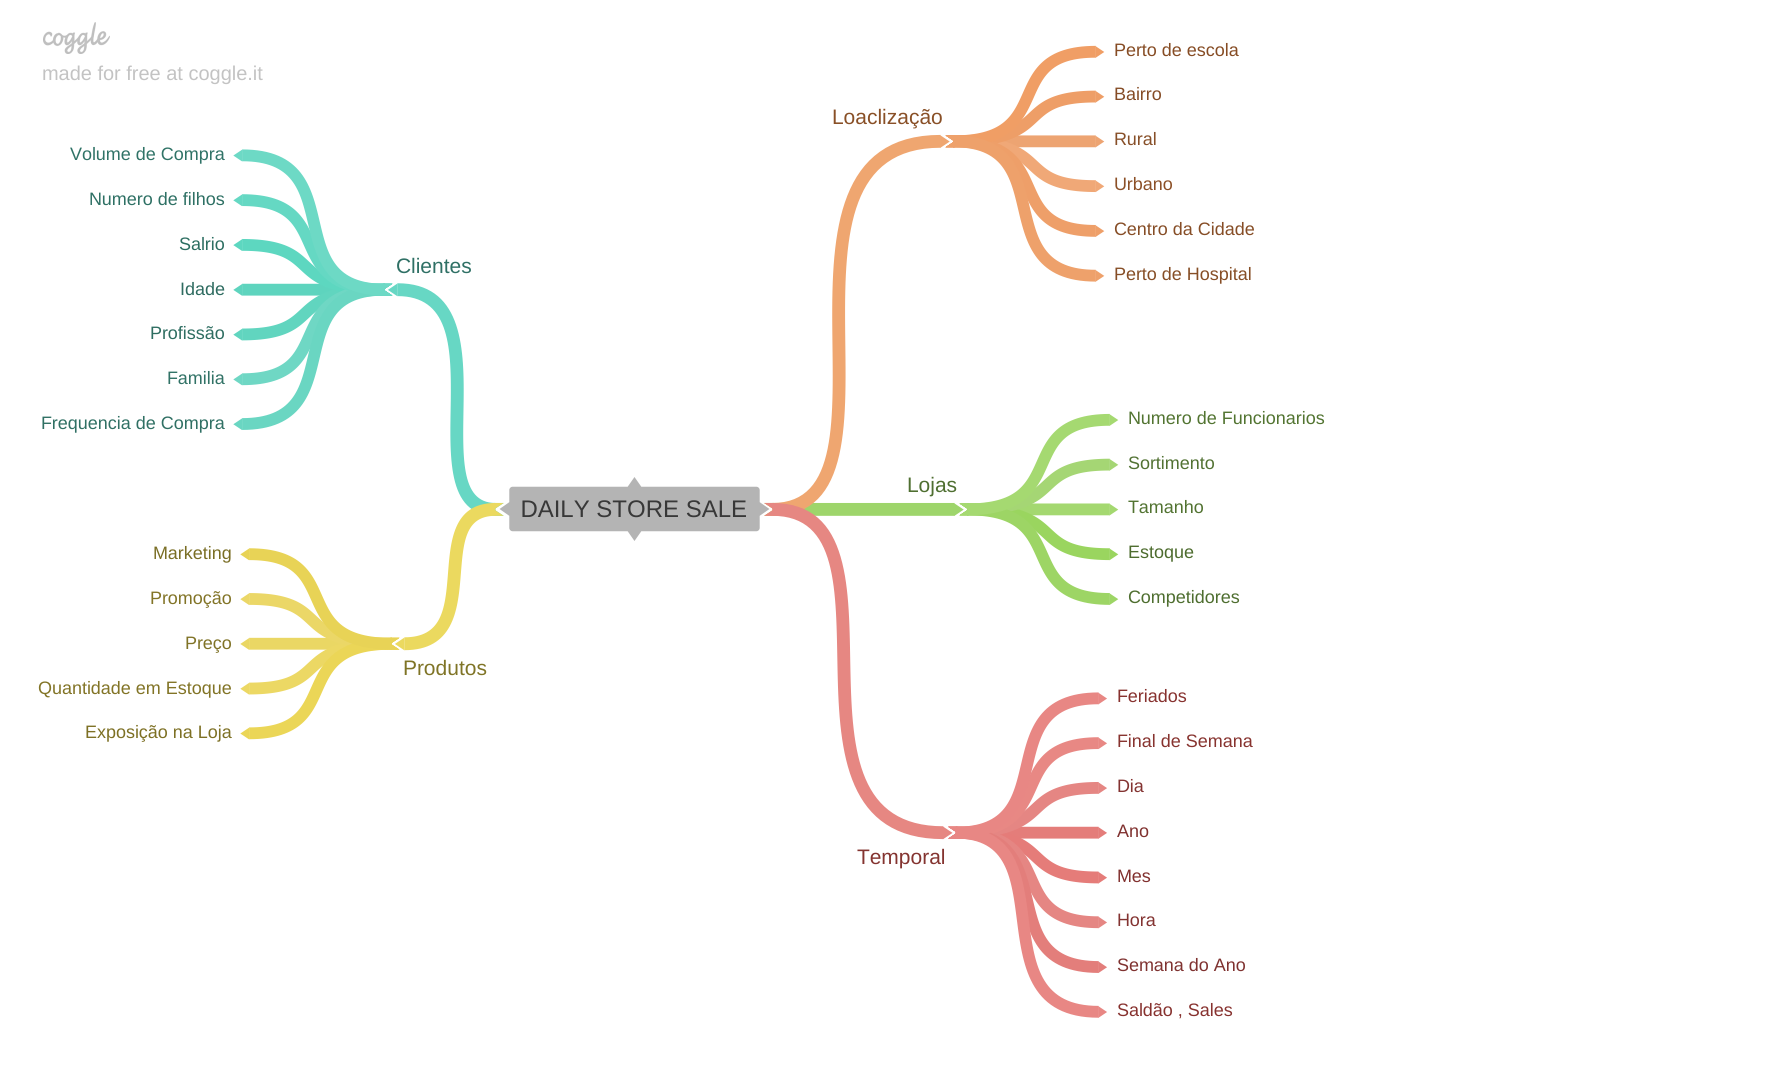 coggle
made for free at coggle.it
Clientes
Volume de Compra
Numero de filhos
Salrio
Idade
Profissão
Familia
Frequencia de Compra
Produtos
Marketing
Promoção
Preço
Quantidade em Estoque
Exposição na Loja
DAILY STORE SALE
Loaclização
Perto de escola
Bairro
Rural
Urbano
Centro da Cidade
Perto de Hospital
Lojas
Numero de Funcionarios
Sortimento
Tamanho
Estoque
Competidores
Temporal
Feriados
Final de Semana
Dia
Ano
Mes
Hora
Semana do Ano
Saldão , Sales